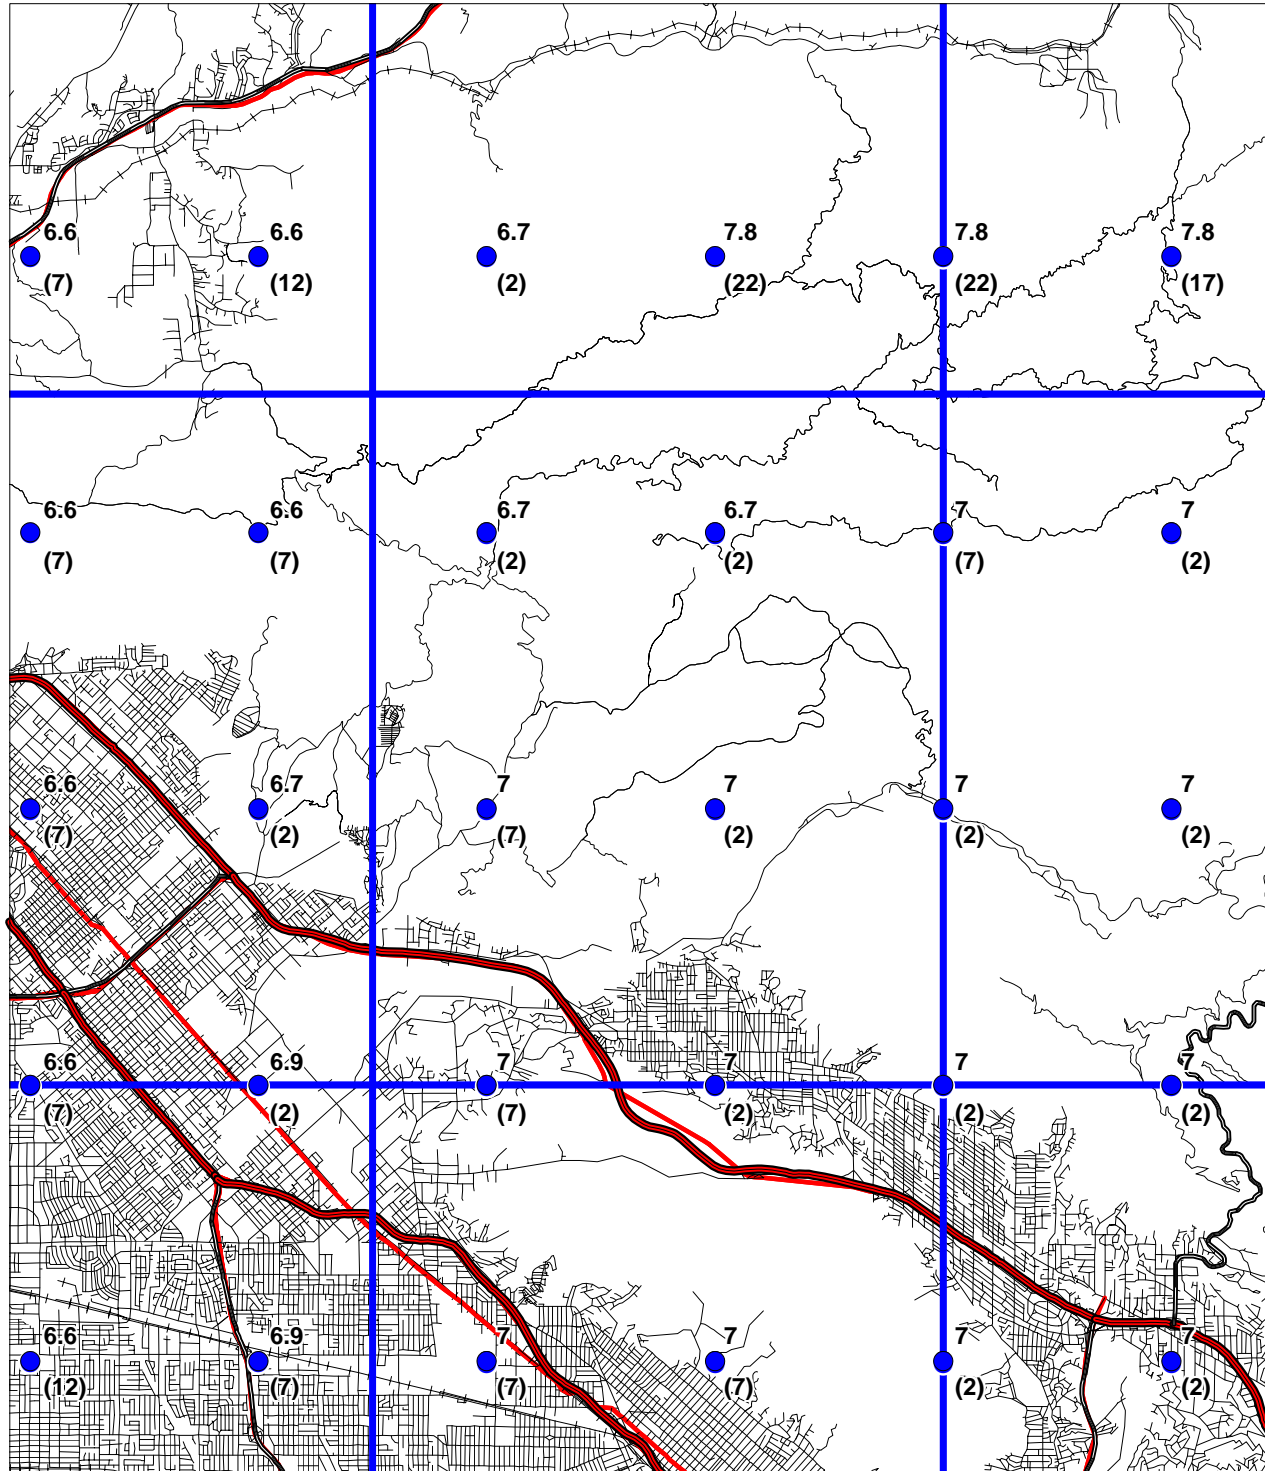 6.6 6.6 6.7 7.8 7.8 7.8
(7) (12) (2) (22) (22) (17)
6.6 6.6 6.7 6.7 7 7
(7) (7) (2) (2) (7) (2)
6.6 6.7 7 7 7 7
(7) (2) (7) (2) (2) (2)
6.6 6.9 7 7 7 7
(7) (2) (7) (2) (2) (2)
6.6 6.9 7 7 7 7
(12) (7) (7) (7) (2) (2)